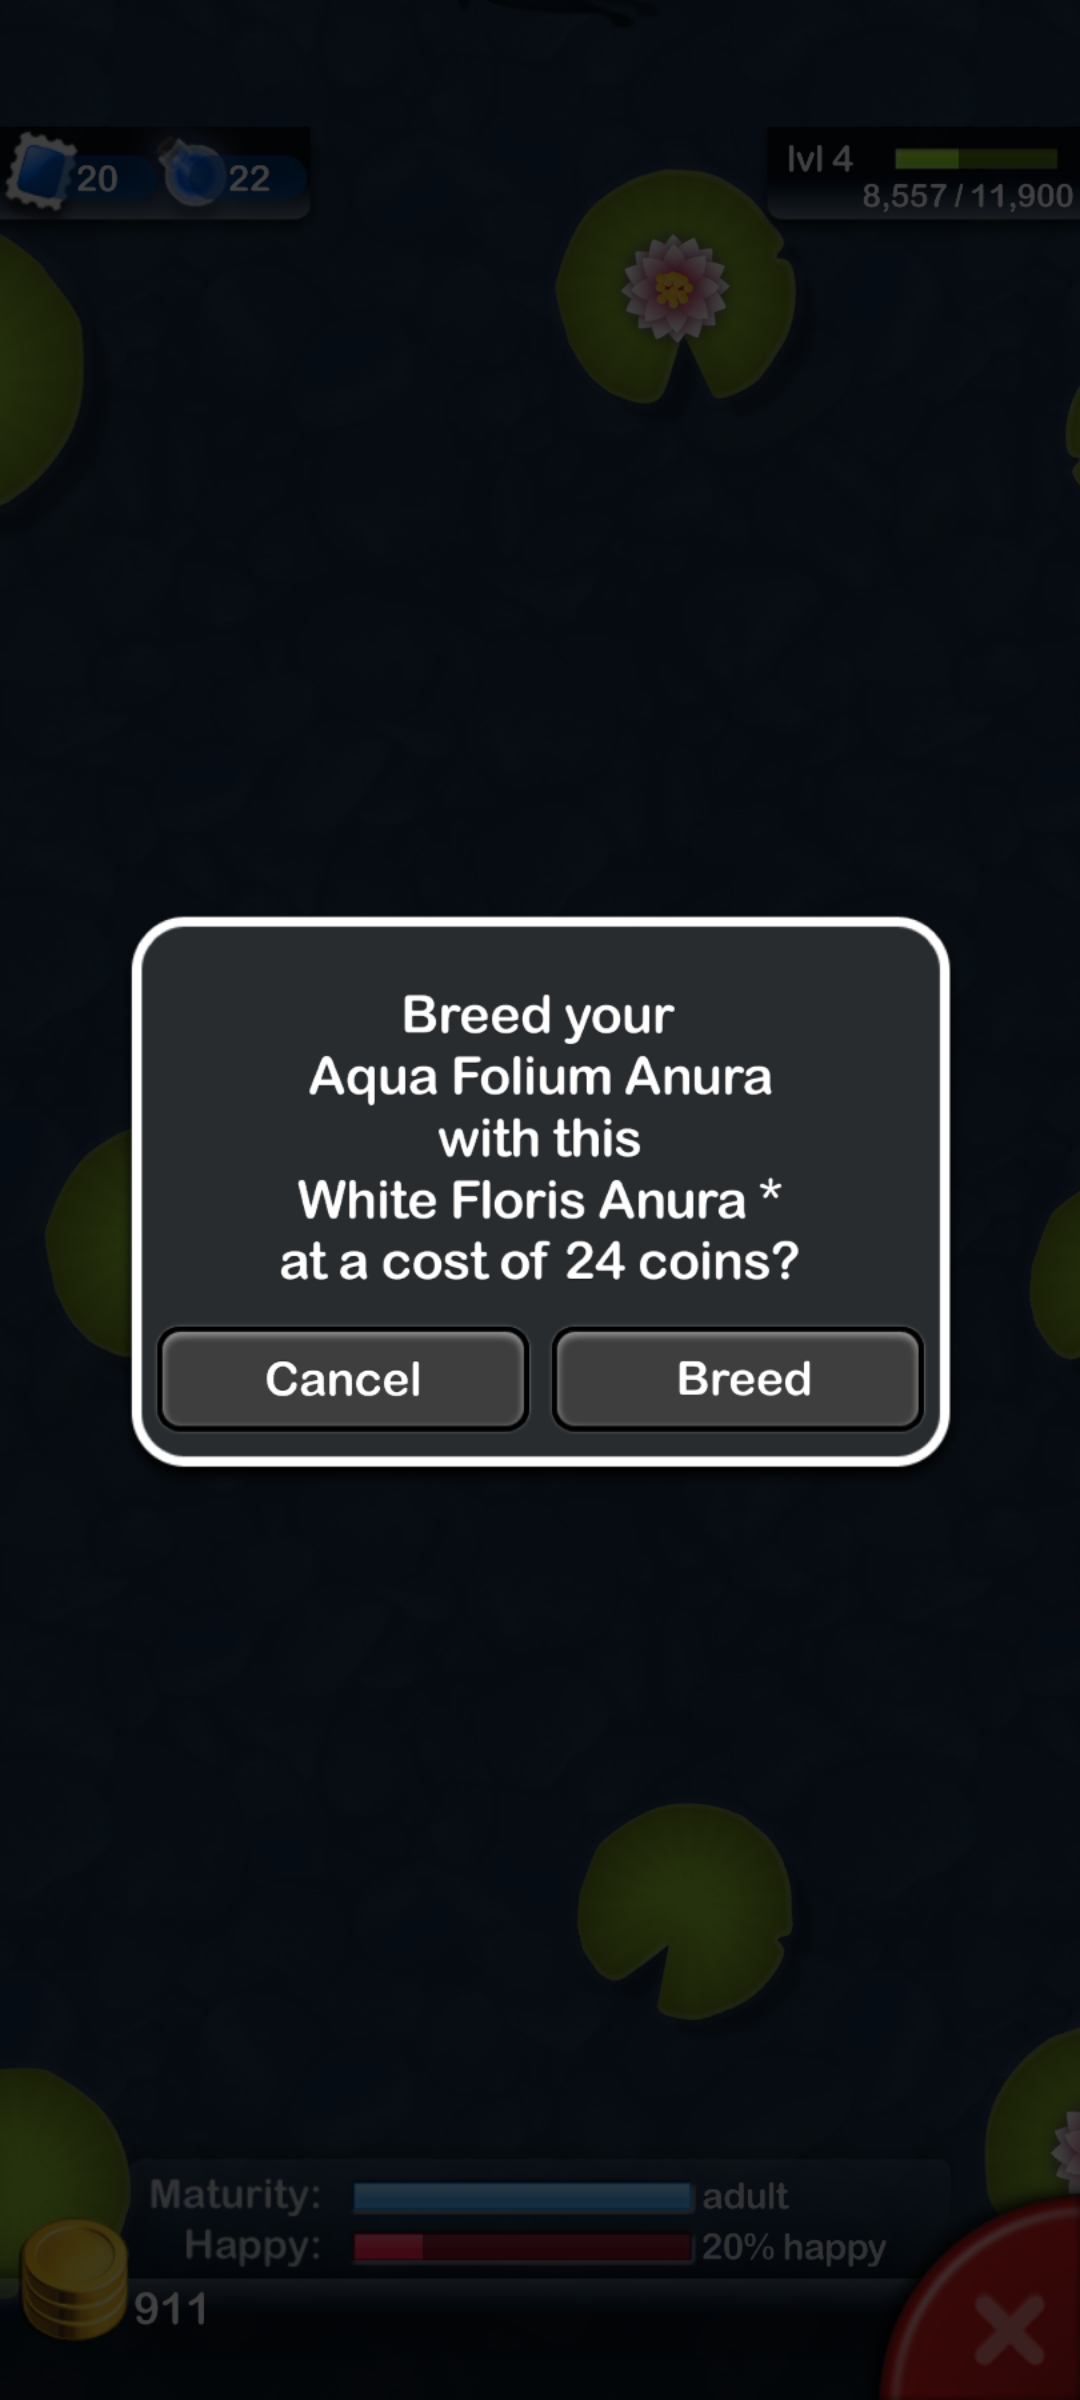 20
22
lvl 4
8,557 / 11,900
Breed your
Aqua Folium Anura
with this
White Floris Anura *
at a cost of 24 coins?
Cancel
Breed
Maturity:
adult
Happy:
20% happy
911